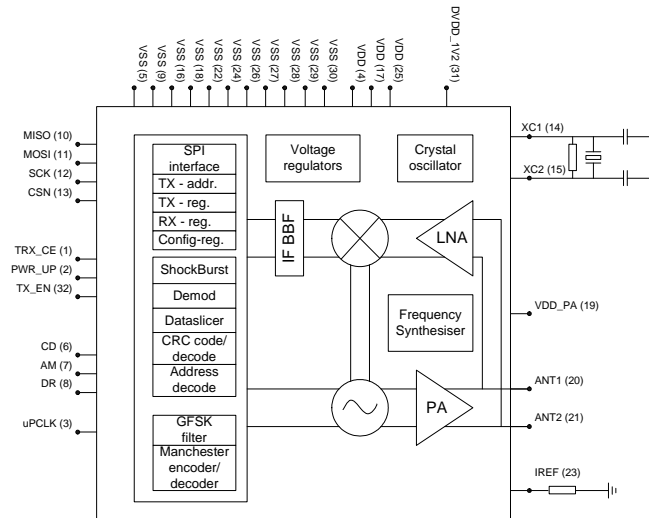 VSS (5)
VSS (9)
VSS (16)
VSS (18)
VSS (22)
VSS (24)
VSS (26)
VSS (27)
VSS (28)
VSS (29)
VSS (30)
VDD (4)
VDD (17)
VDD (25)
DVDD_1V2 (31)
MISO (10)
MOSI (11)
SCK (12)
CSN (13)
TRX_CE (1)
PWR_UP (2)
TX_EN (32)
CD (6)
AM (7)
DR (8)
uPCLK (3)
SPI
interface
TX - addr.
TX - reg.
RX - reg.
Config-reg.
ShockBurst
Demod
Dataslicer
CRC code/
decode
Address
decode
GFSK
filter
Manchester
encoder/
decoder
Voltage
regulators
Crystal
oscillator
IF BBF
LNA
Frequency
Synthesiser
PA
XC1 (14)
XC2 (15)
VDD_PA (19)
ANT1 (20)
ANT2 (21)
IREF (23)